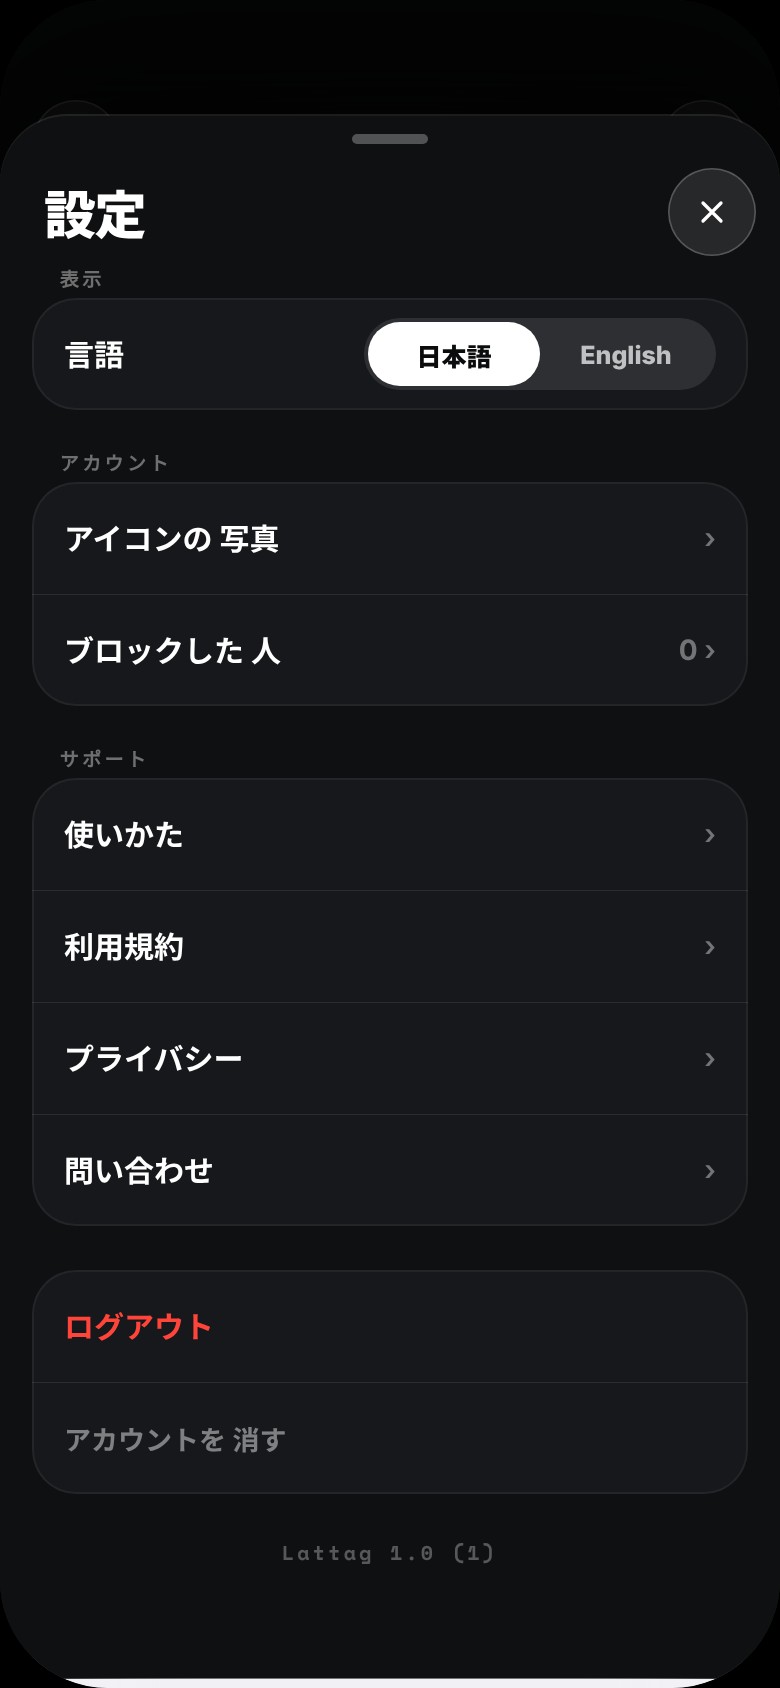 設定
表示
言語
日本語
English
アカウント
アイコンの 写真
ブロックした 人
0
サポート
使いかた
利用規約
プライバシー
問い合わせ
ログアウト
アカウントを 消す
Lattag 1.0 (1)